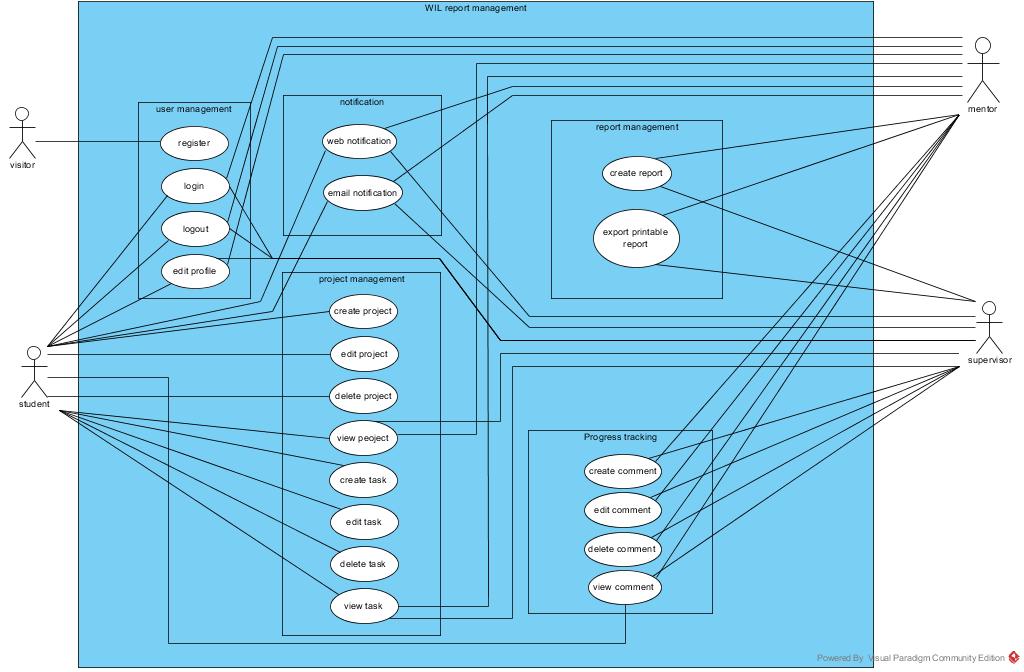 WIL report management
user management
register
login
logout
edit profile
notification
web notification
email notification
report management
create report
export printable
report
project management
create project
edit project
delete project
view peoject
create task
edit task
delete task
view task
Progress tracking
create comment
edit comment
delete comment
view comment
visitor
student
mentor
supervisor
Powered By Visual Paradigm Community Edition